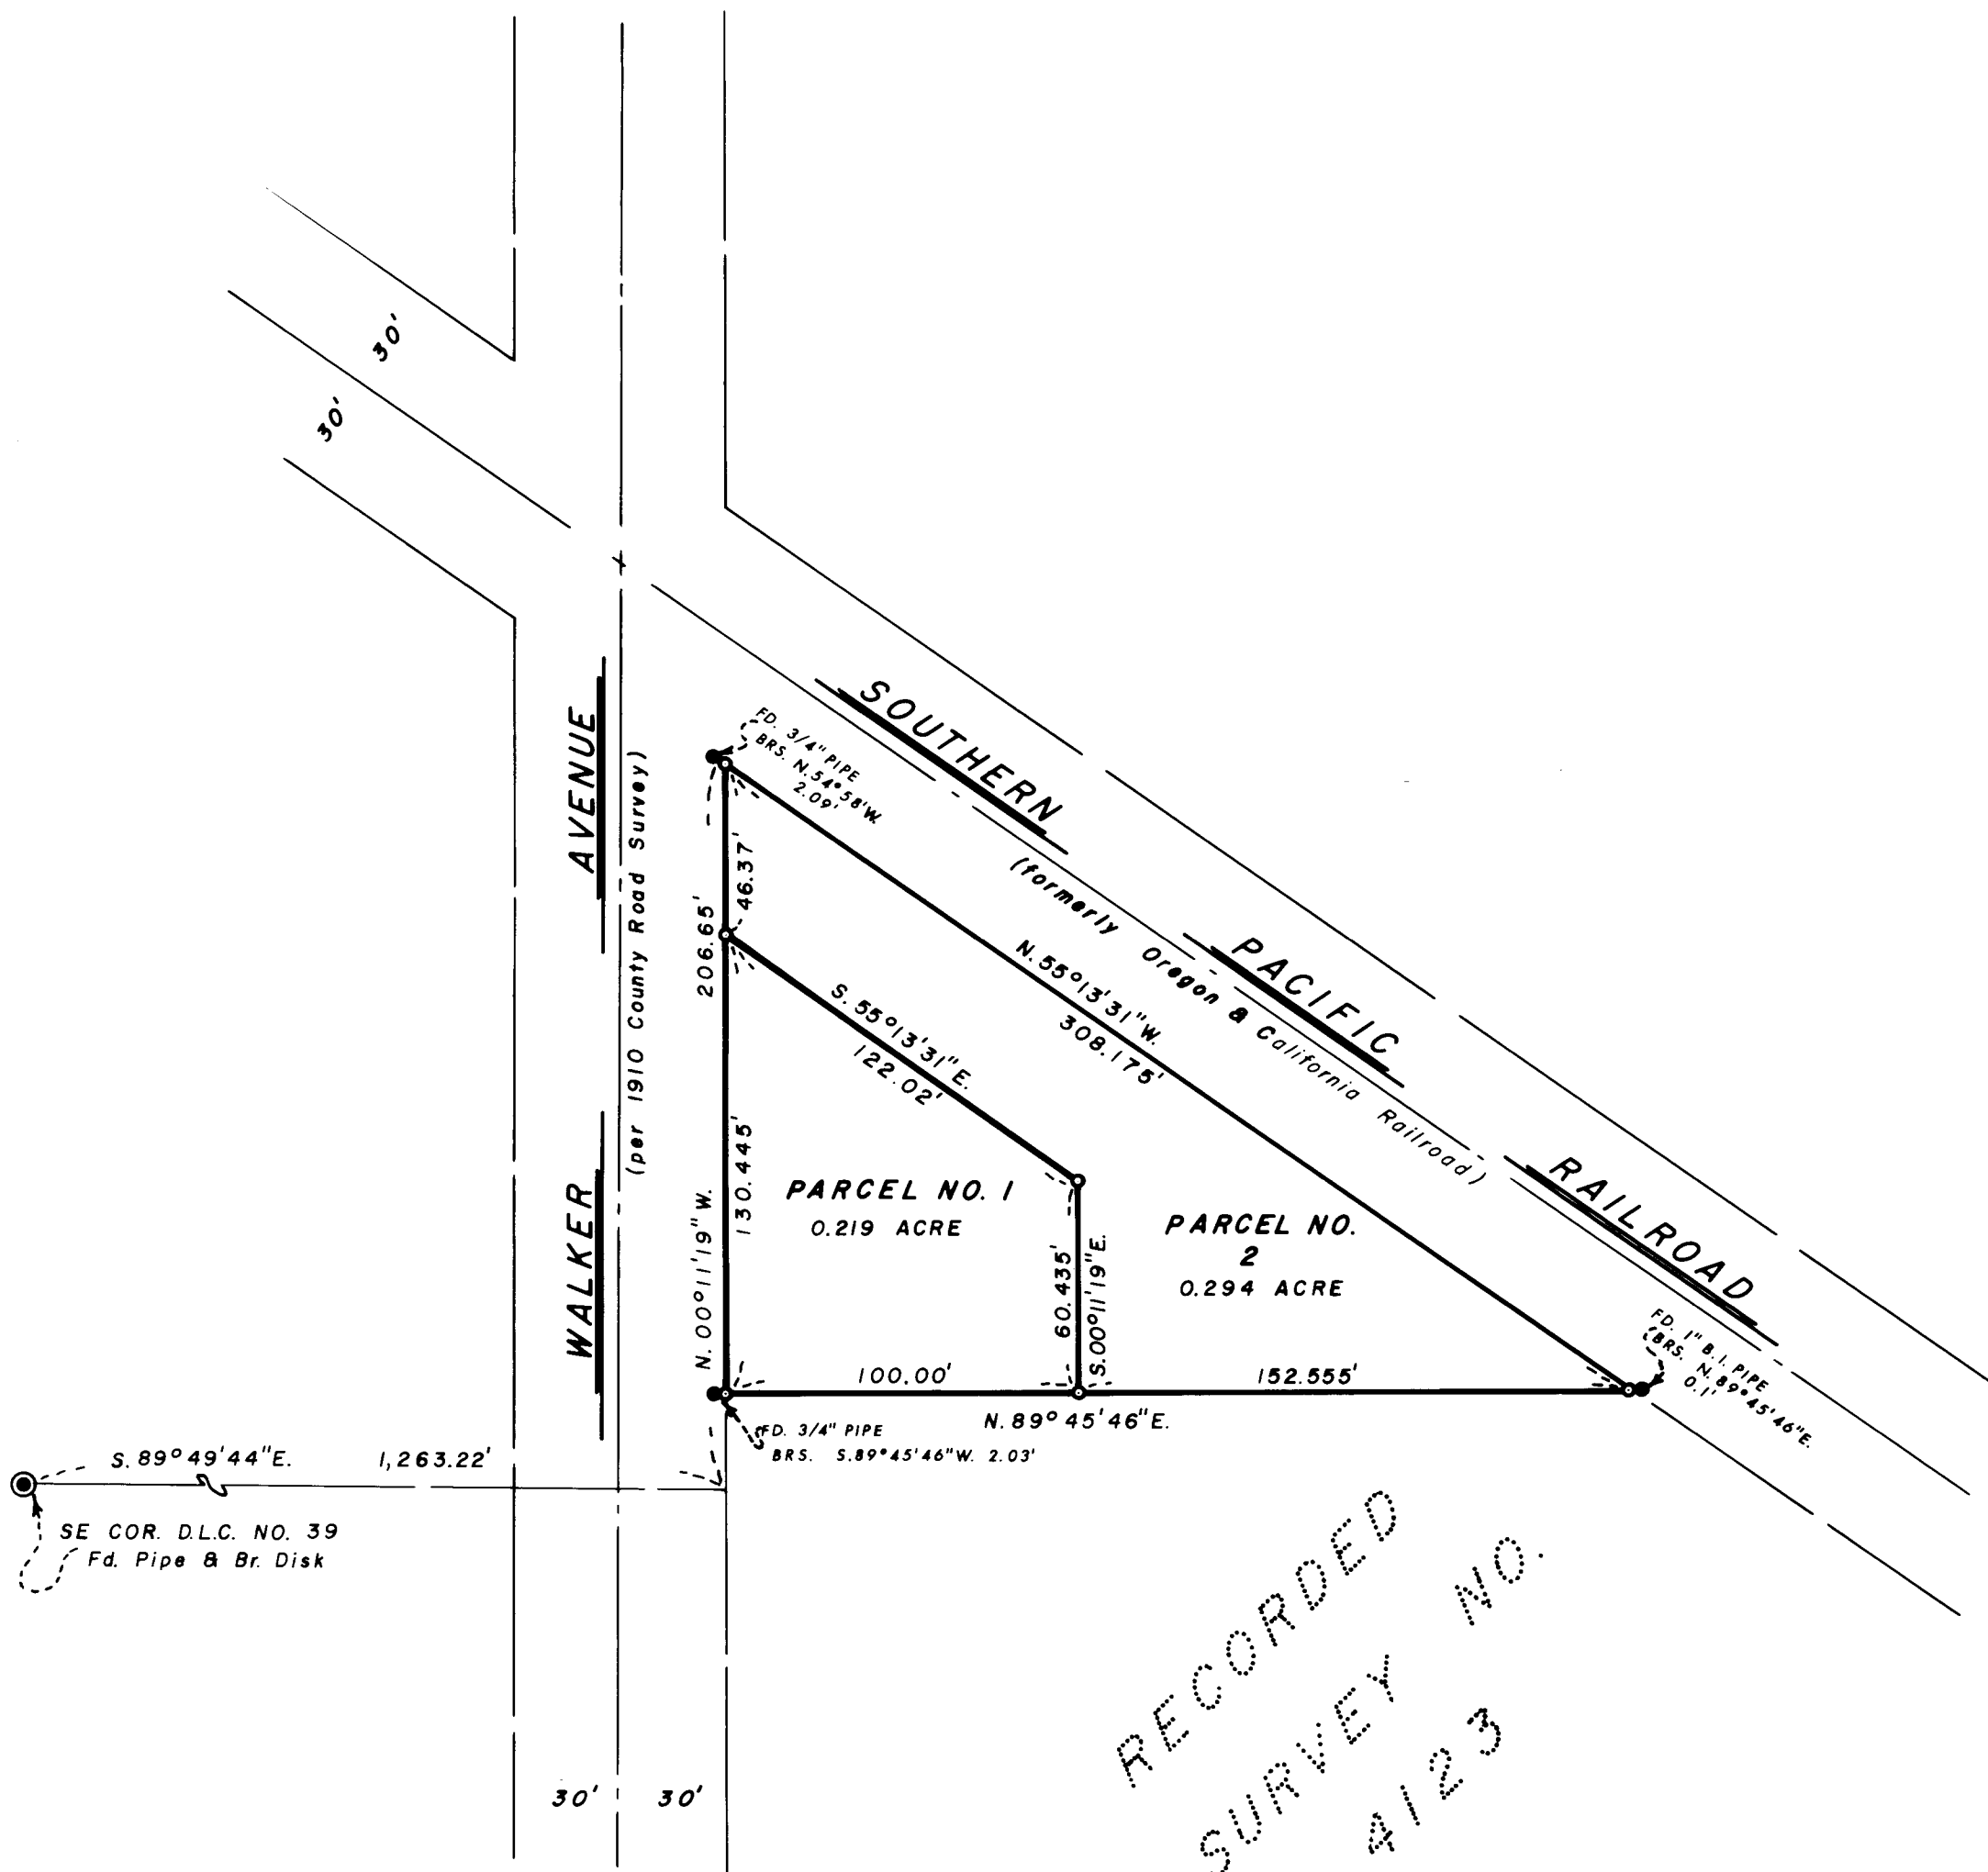 30'
30'
AVENUE
WALKER
(per 1910 County Road Survey)
SOUTHERN
PACIFIC
RAILROAD
(formerly Oregon & California Railroad)
FD. 3/4" PIPE
BRS. N.54°58'W.
2.09'
46.37'
206.65'
130.445'
N.00°11'19"W.
N.55°13'31"W.
308.175'
S.55°13'31"E.
122.02'
PARCEL NO. 1
0.219 ACRE
60.435'
S.00°11'19"E.
PARCEL NO.
2
0.294 ACRE
100.00'
152.555'
N.89°45'46"E.
FD. 1" B.I. PIPE
BRS. N.89°45'46"E.
0.1'
FD. 3/4" PIPE
BRS. S.89°45'46"W. 2.03'
S.89°49'44"E. 1,263.22'
SE COR. D.L.C. NO. 39
Fd. Pipe & Br. Disk
30' 30'
RECORDED
SURVEY NO.
4123